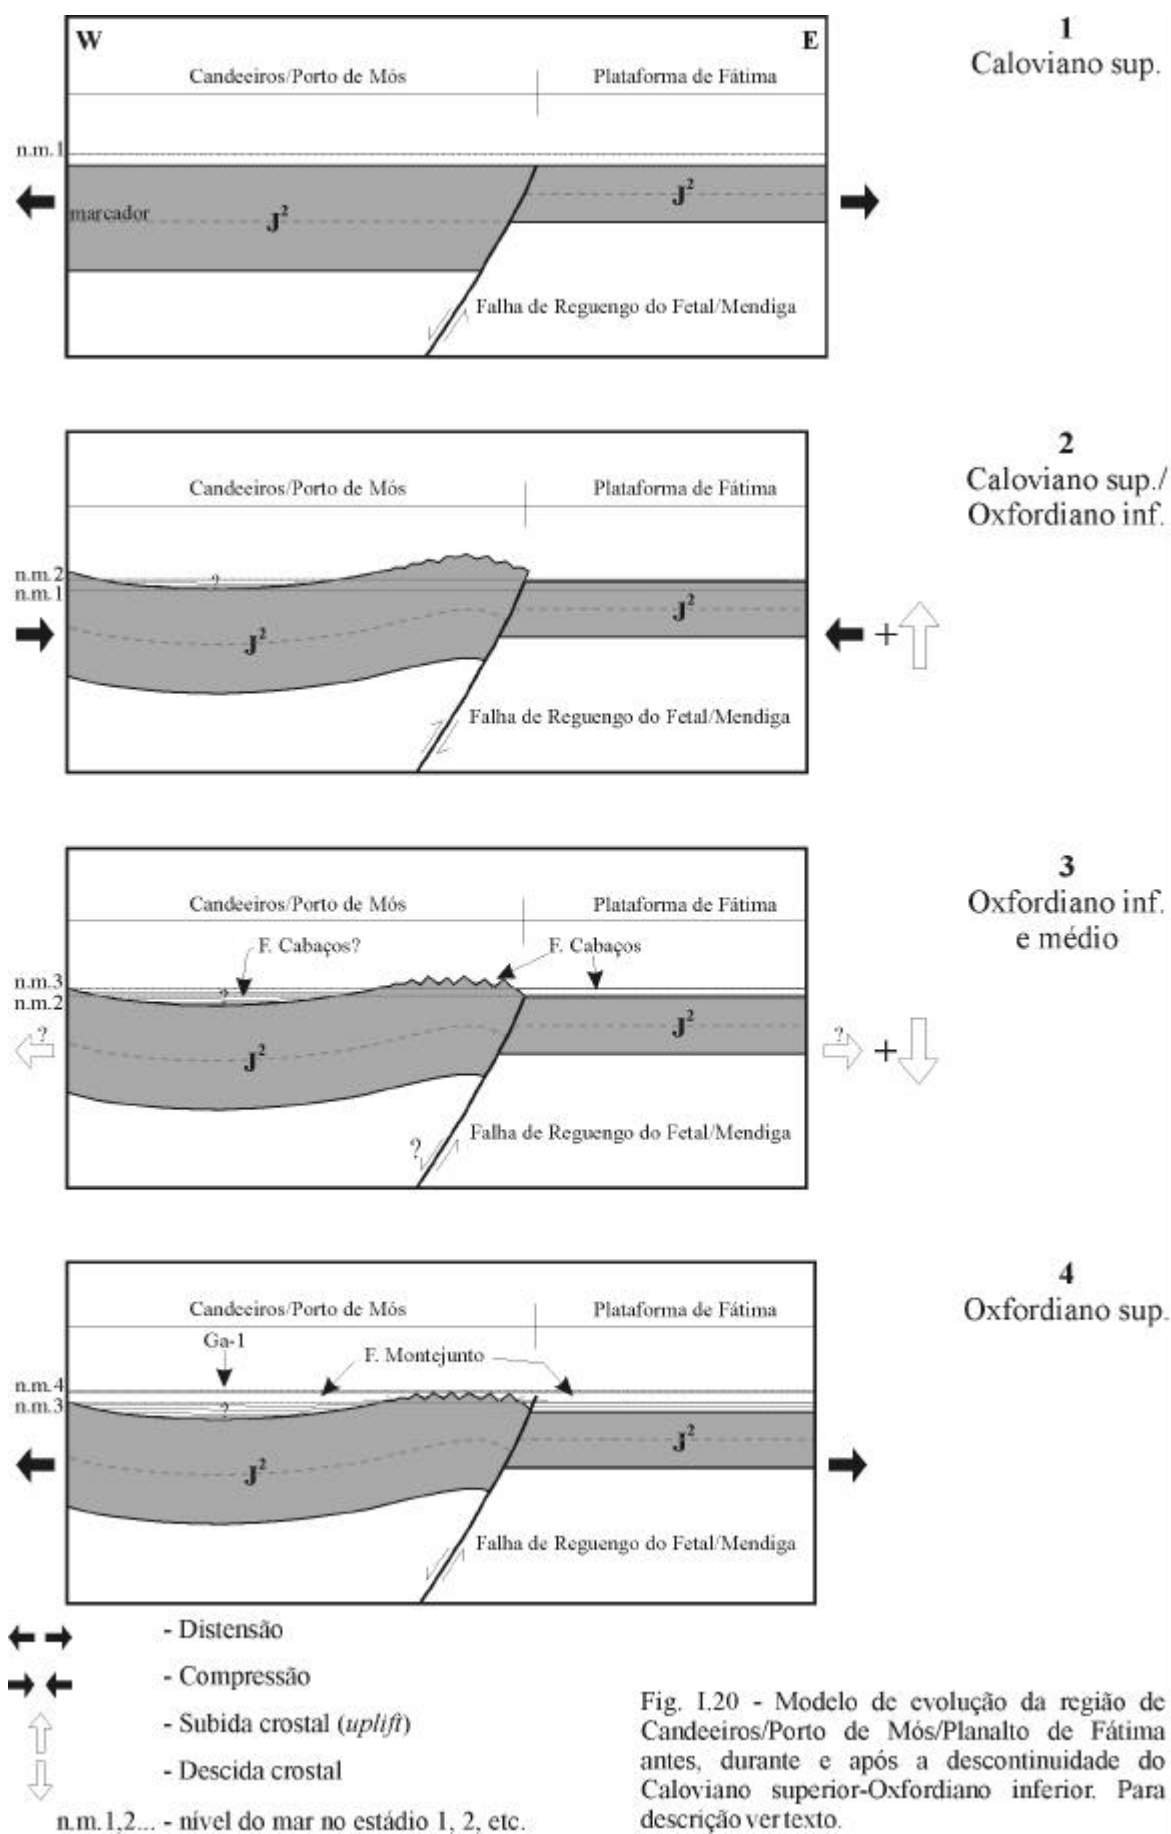 W
E
1
Caloviano sup.
Candeeiros/Porto de Mós
Plataforma de Fátima
n.m.1
marcador
J²
J²
Falha de Reguengo do Fetal/Mendiga
2
Caloviano sup./
Oxfordiano inf.
Candeeiros/Porto de Mós
Plataforma de Fátima
n.m.2
n.m.1
?
J²
J²
+
Falha de Reguengo do Fetal/Mendiga
3
Oxfordiano inf.
e médio
Candeeiros/Porto de Mós
Plataforma de Fátima
F. Cabaços?
F. Cabaços
n.m.3
n.m.2
?
?
?
J²
J²
+
?
Falha de Reguengo do Fetal/Mendiga
4
Oxfordiano sup.
Candeeiros/Porto de Mós
Plataforma de Fátima
Ga-1
F. Montejunto
n.m.4
n.m.3
?
J²
J²
Falha de Reguengo do Fetal/Mendiga
- Distensão
- Compressão
- Subida crostal (uplift)
- Descida crostal
n.m.1,2... - nível do mar no estádio 1, 2, etc.
Fig. I.20 - Modelo de evolução da região de
Candeeiros/Porto de Mós/Planalto de Fátima
antes, durante e após a descontinuidade do
Caloviano superior-Oxfordiano inferior. Para
descrição ver texto.